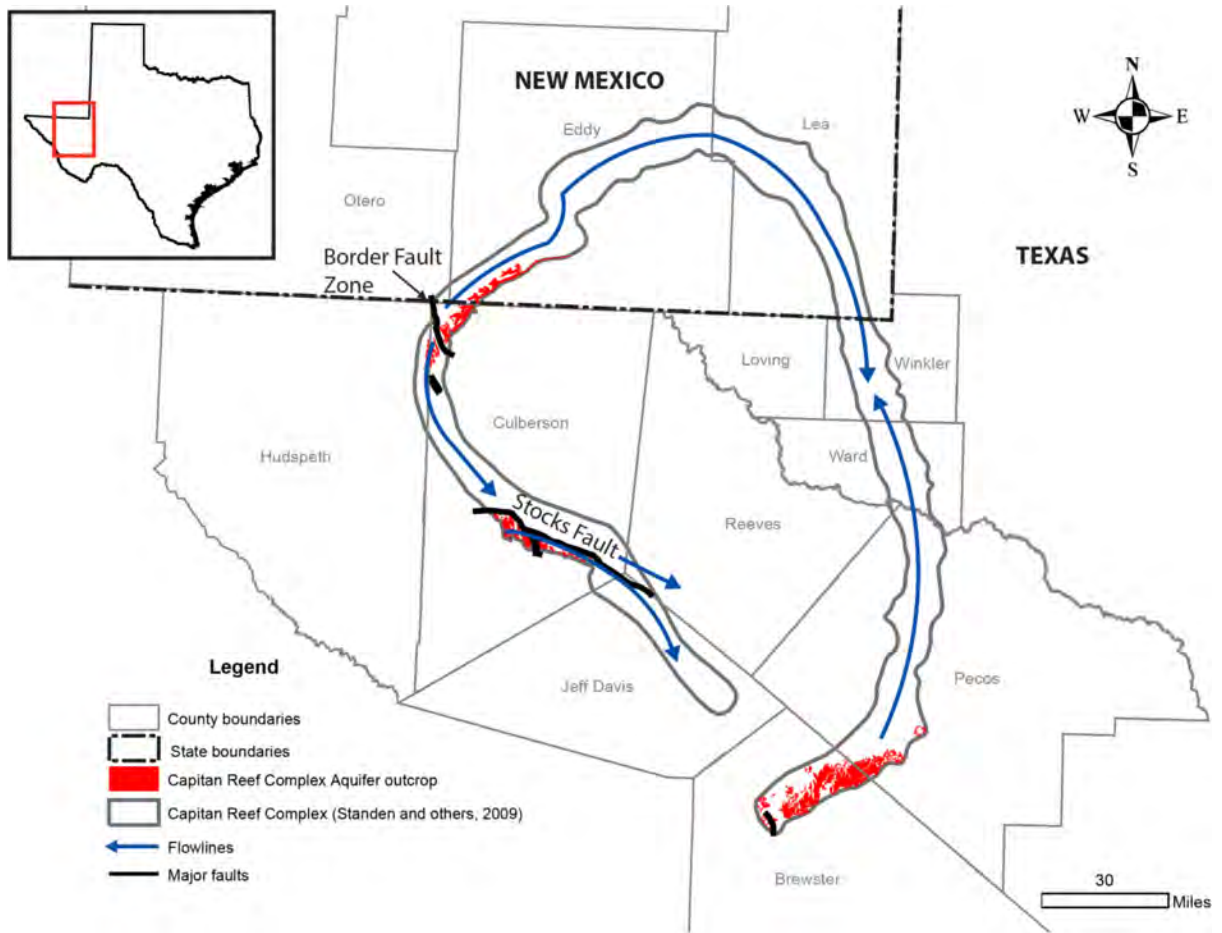 NEW MEXICO
N
W
E
S
Eddy
Lea
Otero
Border Fault
Zone
TEXAS
Loving
Winkler
Culberson
Hudspeth
Ward
Stocks Fault
Reeves
Jeff Davis
Pecos
Brewster
Legend
County boundaries
State boundaries
Capitan Reef Complex Aquifer outcrop
Capitan Reef Complex (Standen and others, 2009)
Flowlines
Major faults
30
Miles